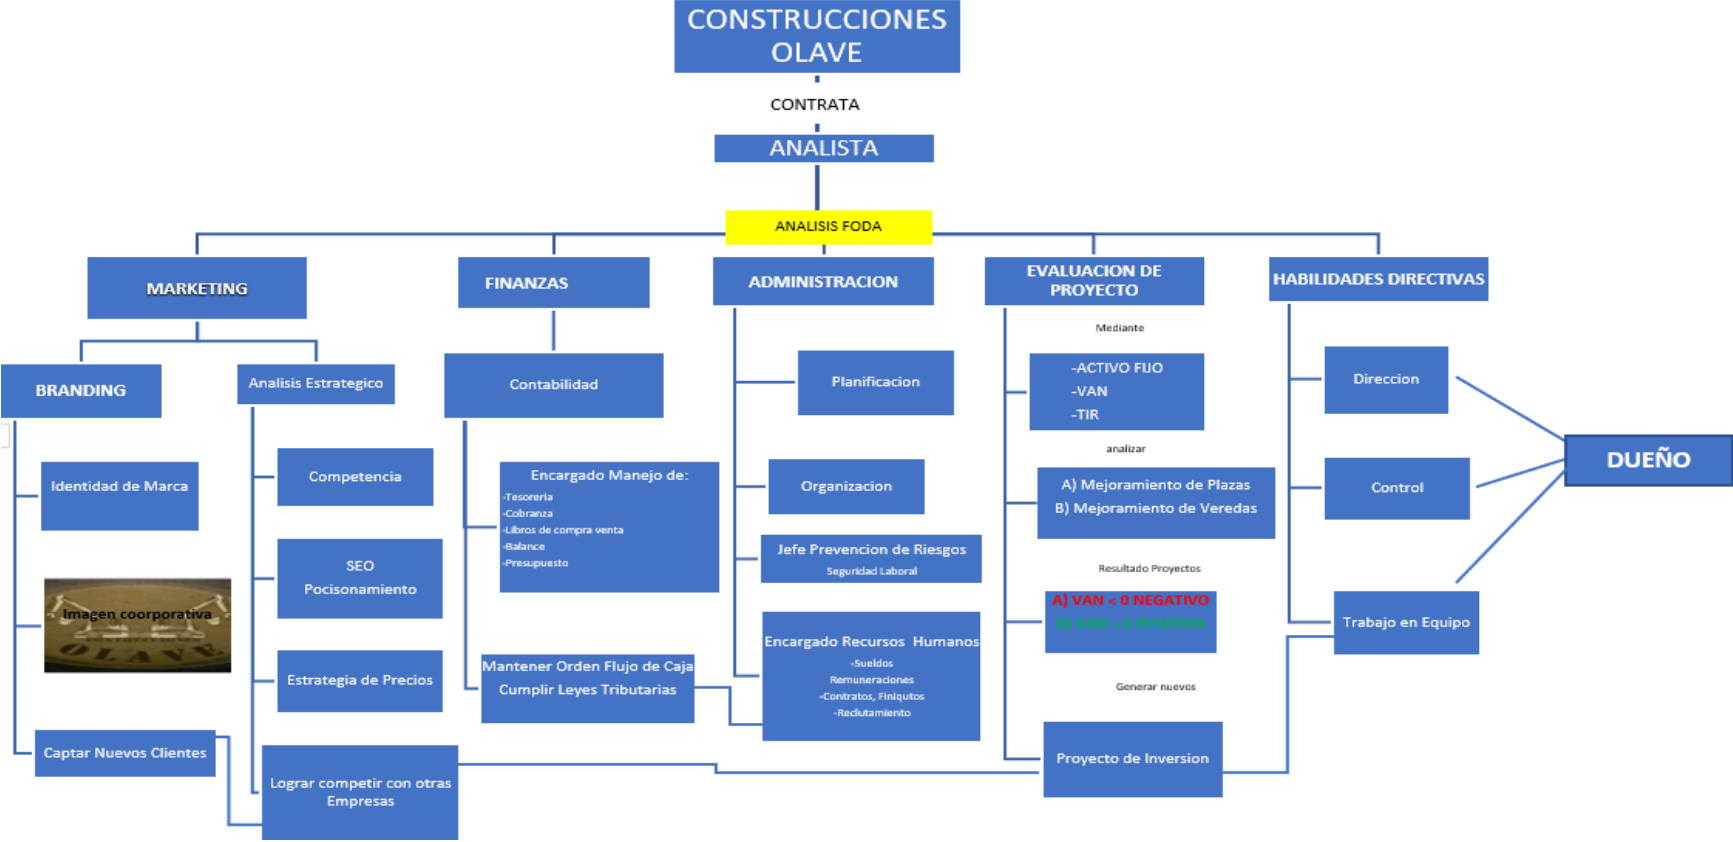 CONSTRUCCIONES
OLAVE
CONTRATA
ANALISTA
ANALISIS FODA
MARKETING
FINANZAS
ADMINISTRACION
EVALUACION DE
PROYECTO
HABILIDADES DIRECTIVAS
BRANDING
Identidad de Marca
Imagen coorporativa
OLAVE
Captar Nuevos Clientes
Analisis Estrategico
Competencia
SEO
Pocisonamiento
Estrategia de Precios
Lograr competir con otras
Empresas
Contabilidad
Encargado Manejo de:
-Tesoreria
-Cobranza
-Libros de compra venta
-Balance
-Presupuesto
Mantener Orden Flujo de Caja
Cumplir Leyes Tributarias
Planificacion
Organizacion
Jefe Prevencion de Riesgos
Seguridad Laboral
Encargado Recursos Humanos
-Sueldos
Remuneraciones
-Contratos, Finiqutos
-Reclutamiento
Mediante
-ACTIVO FIJO
-VAN
-TIR
analizar
A) Mejoramiento de Plazas
B) Mejoramiento de Veredas
Resultado Proyectos
A) VAN < 0 NEGATIVO
B) VAN > 0 POSITIVO
Generar nuevos
Proyecto de Inversion
Direccion
Control
Trabajo en Equipo
DUEÑO